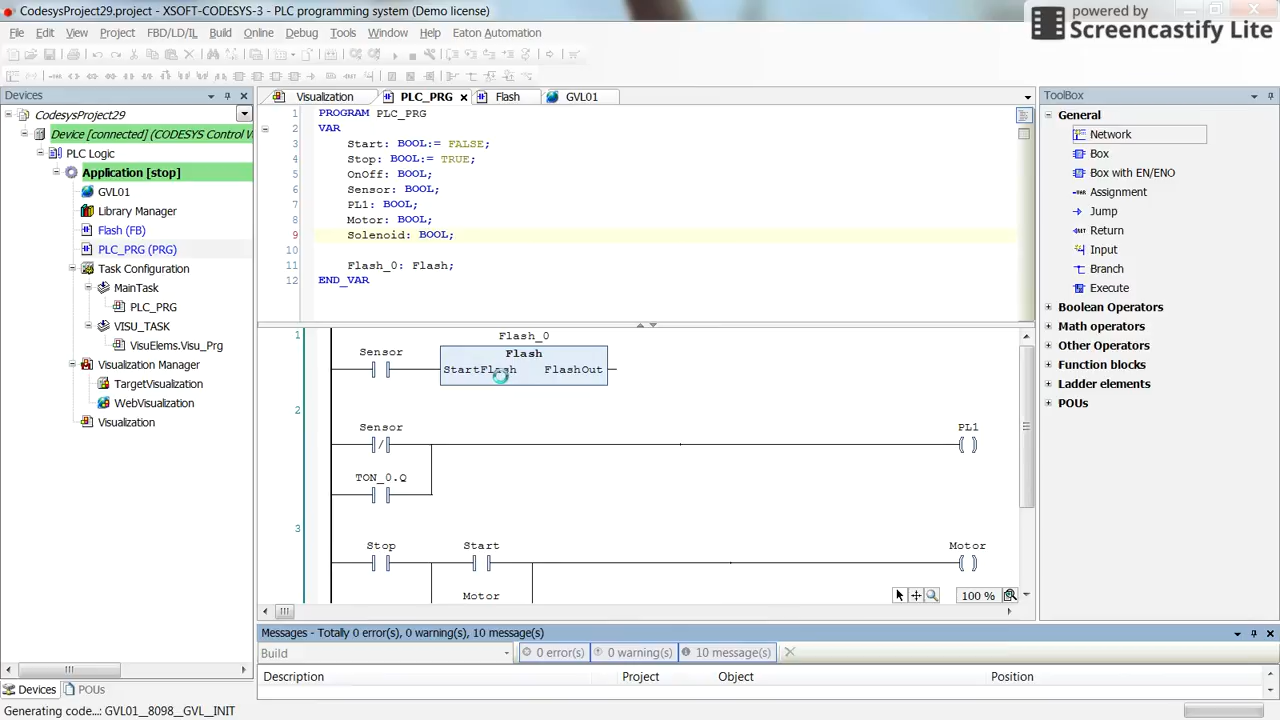 CodesysProject29.project - XSOFT-CODESYS-3 - PLC programming system (Demo license)
powered by
Screencastify Lite
File Edit View Project FBD/LD/IL Build Online Debug Tools Window Help Eaton Automation
Devices
CodesysProject29
Device [connected] (CODESYS Control V
PLC Logic
Application [stop]
GVL01
Library Manager
Flash (FB)
PLC_PRG (PRG)
Task Configuration
MainTask
PLC_PRG
VISU_TASK
VisuElems.Visu_Prg
Visualization Manager
TargetVisualization
WebVisualization
Visualization
Devices POUs
Visualization PLC_PRG Flash GVL01
1 PROGRAM PLC_PRG
2 VAR
3 Start: BOOL:= FALSE;
4 Stop: BOOL:= TRUE;
5 OnOff: BOOL;
6 Sensor: BOOL;
7 PL1: BOOL;
8 Motor: BOOL;
9 Solenoid: BOOL;
10
11 Flash_0: Flash;
12 END_VAR
1
Flash_0
Sensor Flash
StartFlash FlashOut
2
Sensor PL1
TON_0.Q
3
Stop Start Motor
Motor
100 %
ToolBox
General
Network
Box
Box with EN/ENO
Assignment
Jump
Return
Input
Branch
Execute
Boolean Operators
Math operators
Other Operators
Function blocks
Ladder elements
POUs
Messages - Totally 0 error(s), 0 warning(s), 10 message(s)
Build 0 error(s) 0 warning(s) 10 message(s)
Description Project Object Position
Generating code...: GVL01__8098__GVL__INIT